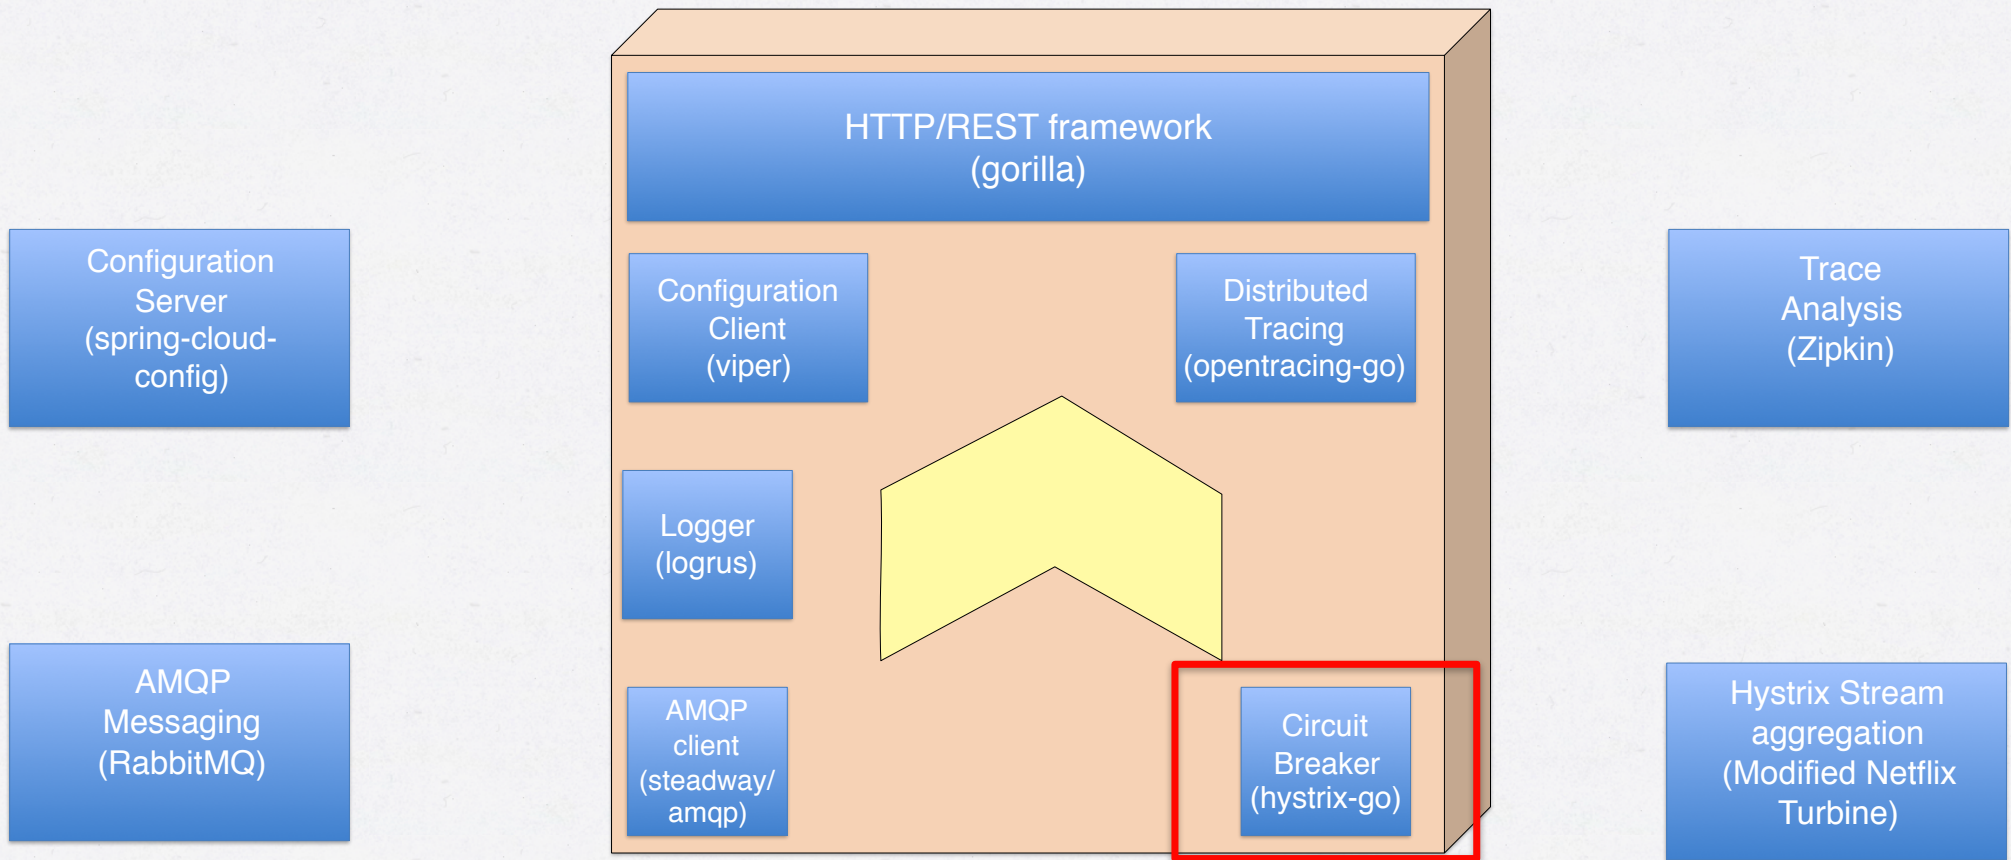 HTTP/REST framework
(gorilla)
Configuration
Server
(spring-cloud-
config)
Configuration
Client
(viper)
Distributed
Tracing
(opentracing-go)
Trace
Analysis
(Zipkin)
Logger
(logrus)
AMQP
Messaging
(RabbitMQ)
AMQP
client
(steadway/
amqp)
Circuit
Breaker
(hystrix-go)
Hystrix Stream
aggregation
(Modified Netflix
Turbine)